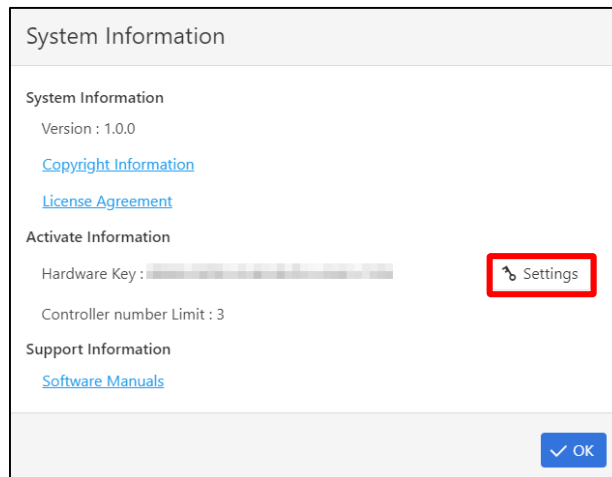 System Information
System Information
Version : 1.0.0
Copyright Information
License Agreement
Activate Information
Hardware Key :
Settings
Controller number Limit : 3
Support Information
Software Manuals
OK